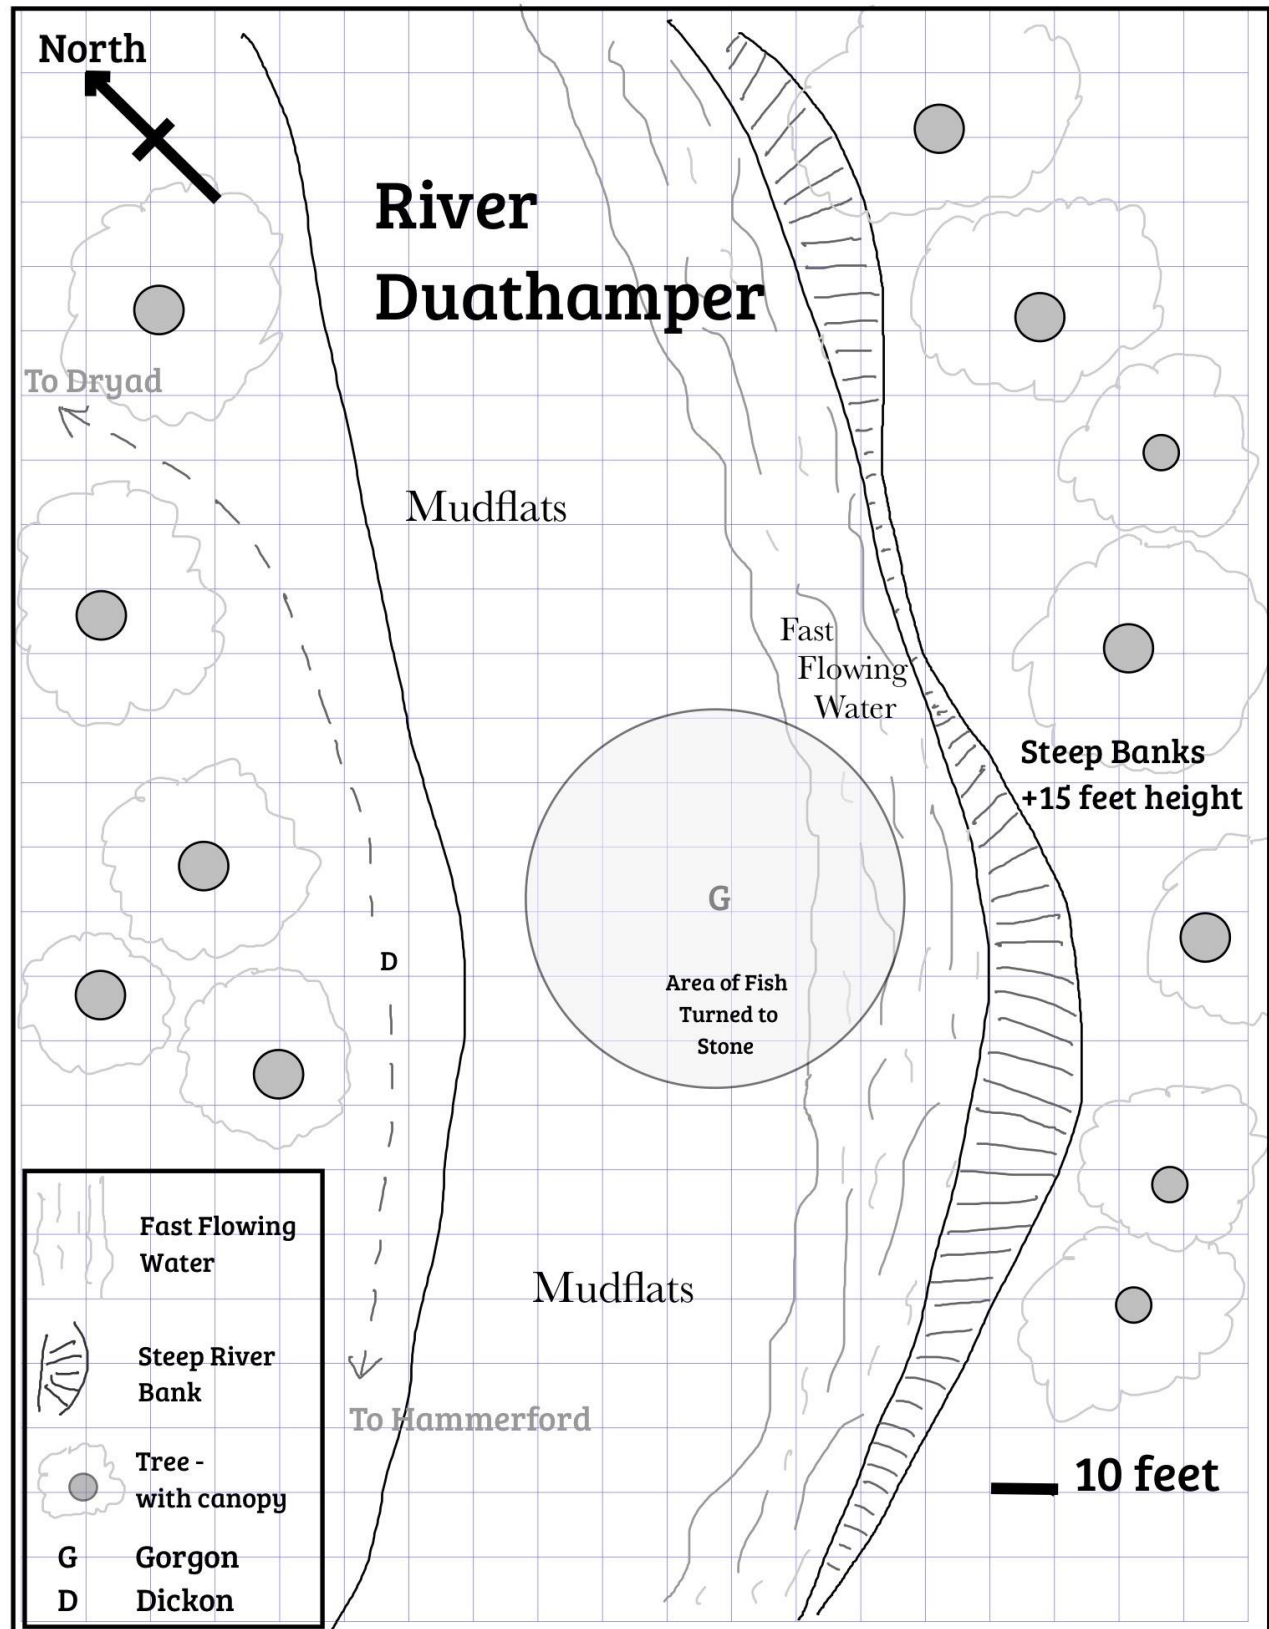 North
River
Duathamper
To Dryad
Mudflats
Fast
Flowing
Water
Steep Banks
+15 feet height
G
D
Area of Fish
Turned to
Stone
Mudflats
To Hammerford
10 feet
Fast Flowing
Water
Steep River
Bank
Tree -
with canopy
G Gorgon
D Dickon